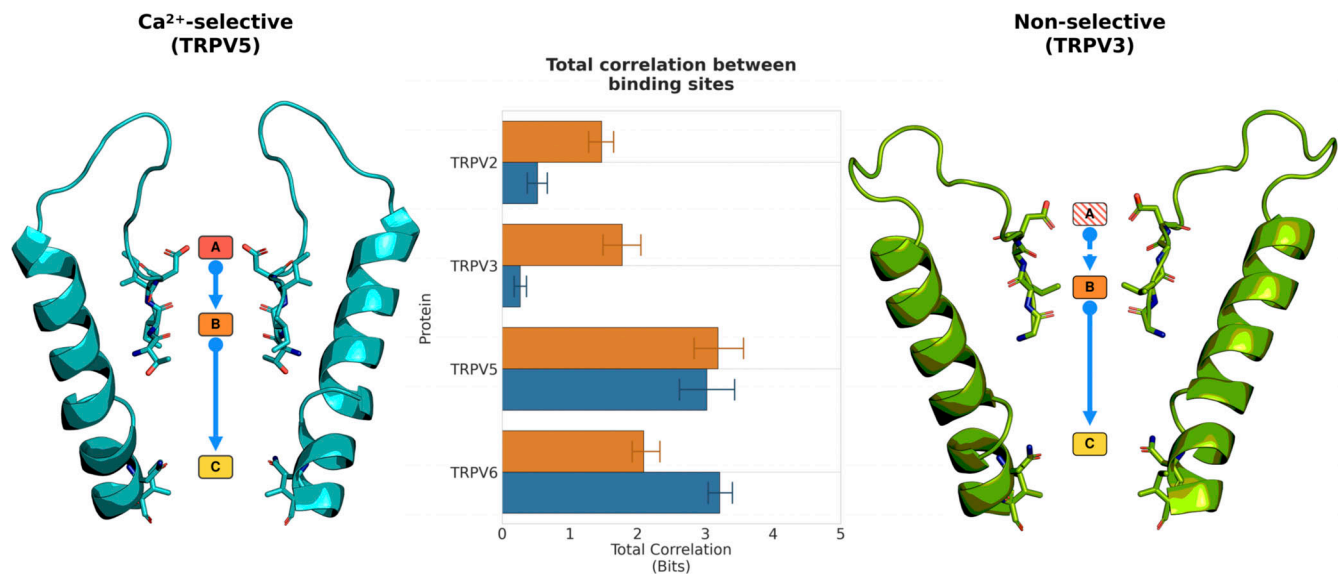 Ca²⁺-selective
(TRPV5)
A
B
C
Total correlation between
binding sites
Protein
TRPV2
TRPV3
TRPV5
TRPV6
0 1 2 3 4 5
Total Correlation
(Bits)
Non-selective
(TRPV3)
A
B
C